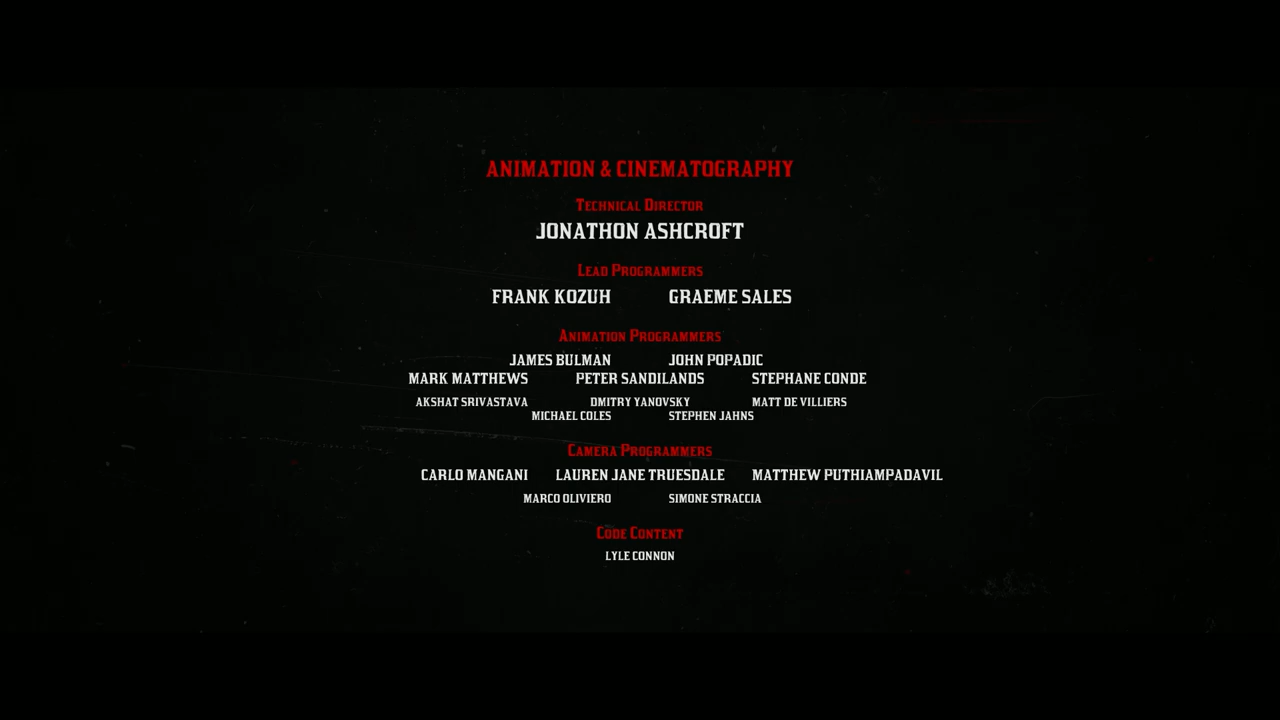 ANIMATION & CINEMATOGRAPHY
TECHNICAL DIRECTOR
JONATHON ASHCROFT
LEAD PROGRAMMERS
FRANK KOZUH GRAEME SALES
ANIMATION PROGRAMMERS
JAMES BULMAN JOHN POPADIC
MARK MATTHEWS PETER SANDILANDS STEPHANE CONDE
AKSHAT SRIVASTAVA DMITRY YANOVSKY MATT DE VILLIERS
MICHAEL COLES STEPHEN JAHNS
CAMERA PROGRAMMERS
CARLO MANGANI LAUREN JANE TRUESDALE MATTHEW PUTHIAMPADAVIL
MARCO OLIVIERO SIMONE STRACCIA
CODE CONTENT
LYLE CONNON